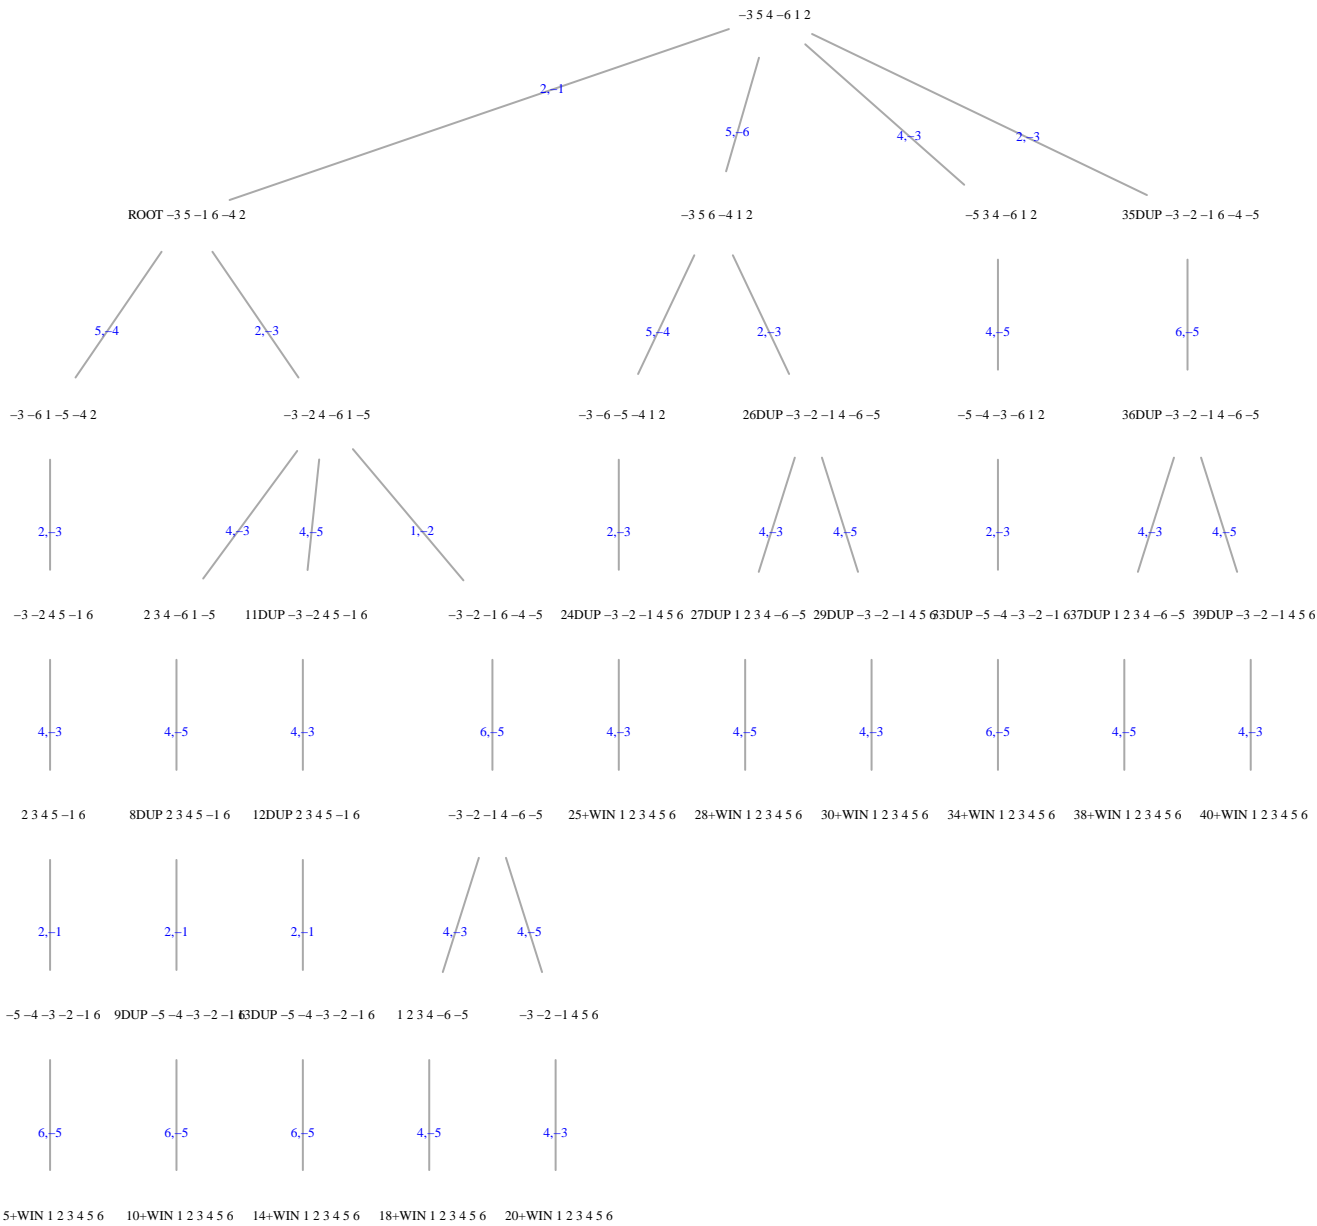 −3 5 4 −6 1 2
2,−1
5,−6
4,−3
2,−3
ROOT −3 5 −1 6 −4 2
−3 5 6 −4 1 2
−5 3 4 −6 1 2
35DUP −3 −2 −1 6 −4 −5
5,−4
2,−3
5,−4
2,−3
4,−5
6,−5
−3 −6 1 −5 −4 2
−3 −2 4 −6 1 −5
−3 −6 −5 −4 1 2
26DUP −3 −2 −1 4 −6 −5
−5 −4 −3 −6 1 2
36DUP −3 −2 −1 4 −6 −5
2,−3
4,−3
4,−5
1,−2
2,−3
4,−3
4,−5
2,−3
4,−3
4,−5
−3 −2 4 5 −1 6
2 3 4 −6 1 −5
11DUP −3 −2 4 5 −1 6
−3 −2 −1 6 −4 −5
24DUP −3 −2 −1 4 5 6
27DUP 1 2 3 4 −6 −5
29DUP −3 −2 −1 4 5 6
33DUP −5 −4 −3 −2 −1 6
37DUP 1 2 3 4 −6 −5
39DUP −3 −2 −1 4 5 6
4,−3
4,−5
4,−3
6,−5
4,−3
4,−5
4,−3
6,−5
4,−5
4,−3
2 3 4 5 −1 6
8DUP 2 3 4 5 −1 6
12DUP 2 3 4 5 −1 6
−3 −2 −1 4 −6 −5
25+WIN 1 2 3 4 5 6
28+WIN 1 2 3 4 5 6
30+WIN 1 2 3 4 5 6
34+WIN 1 2 3 4 5 6
38+WIN 1 2 3 4 5 6
40+WIN 1 2 3 4 5 6
2,−1
2,−1
2,−1
4,−3
4,−5
−5 −4 −3 −2 −1 6
9DUP −5 −4 −3 −2 −1 6
13DUP −5 −4 −3 −2 −1 6
1 2 3 4 −6 −5
−3 −2 −1 4 5 6
6,−5
6,−5
6,−5
4,−5
4,−3
5+WIN 1 2 3 4 5 6
10+WIN 1 2 3 4 5 6
14+WIN 1 2 3 4 5 6
18+WIN 1 2 3 4 5 6
20+WIN 1 2 3 4 5 6